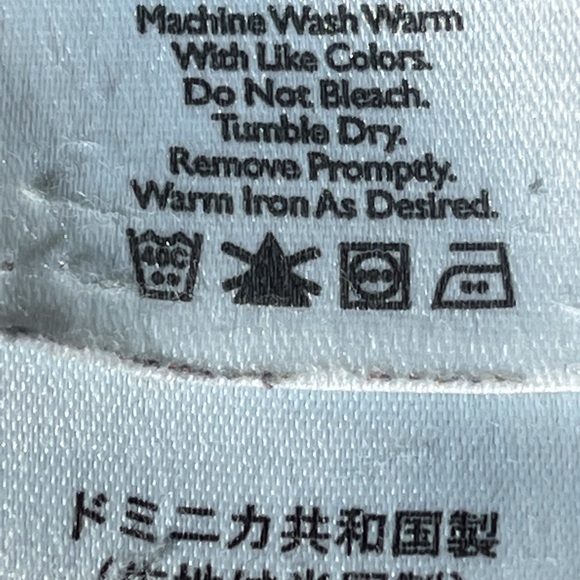 Machine Wash Warm
With Like Colors.
Do Not Bleach.
Tumble Dry.
Remove Promptly.
Warm Iron As Desired.
40C
ドミニカ共和国製